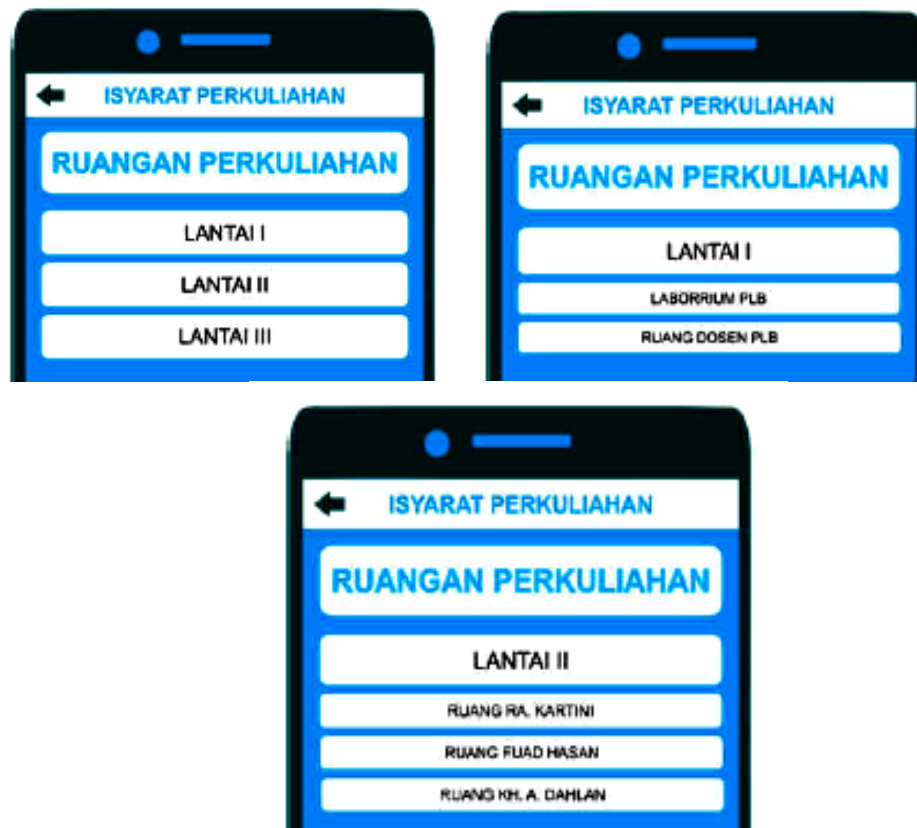 ISYARAT PERKULIAHAN
RUANGAN PERKULIAHAN
LANTAI I
LANTAI II
LANTAI III
ISYARAT PERKULIAHAN
RUANGAN PERKULIAHAN
LANTAI I
LABORRIUM PLB
RUANG DOSEN PLB
ISYARAT PERKULIAHAN
RUANGAN PERKULIAHAN
LANTAI II
RUANG RA. KARTINI
RUANG FUAD HASAN
RUANG KH. A. DAHLAN